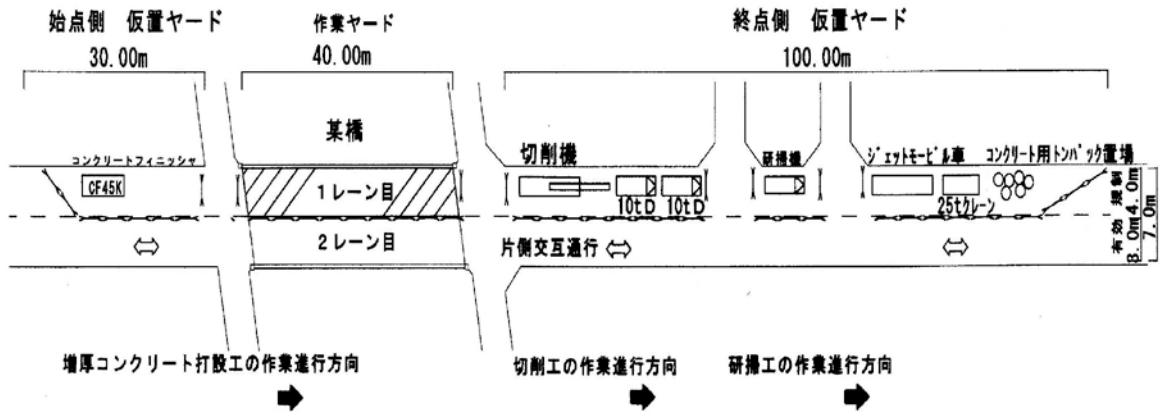 始点側 仮置ヤード
30.00m
作業ヤード
40.00m
終点側 仮置ヤード
100.00m
某橋
コンクリートフィニッシャ
CF45K
切削機
10tD
10tD
研掃機
ジェットモービル車
コンクリート用トンパック置場
25tクレーン
1レーン目
2レーン目
片側交互通行
規制4.0m
有効3.0m
7.0m
増厚コンクリート打設工の作業進行方向
切削工の作業進行方向
研掃工の作業進行方向